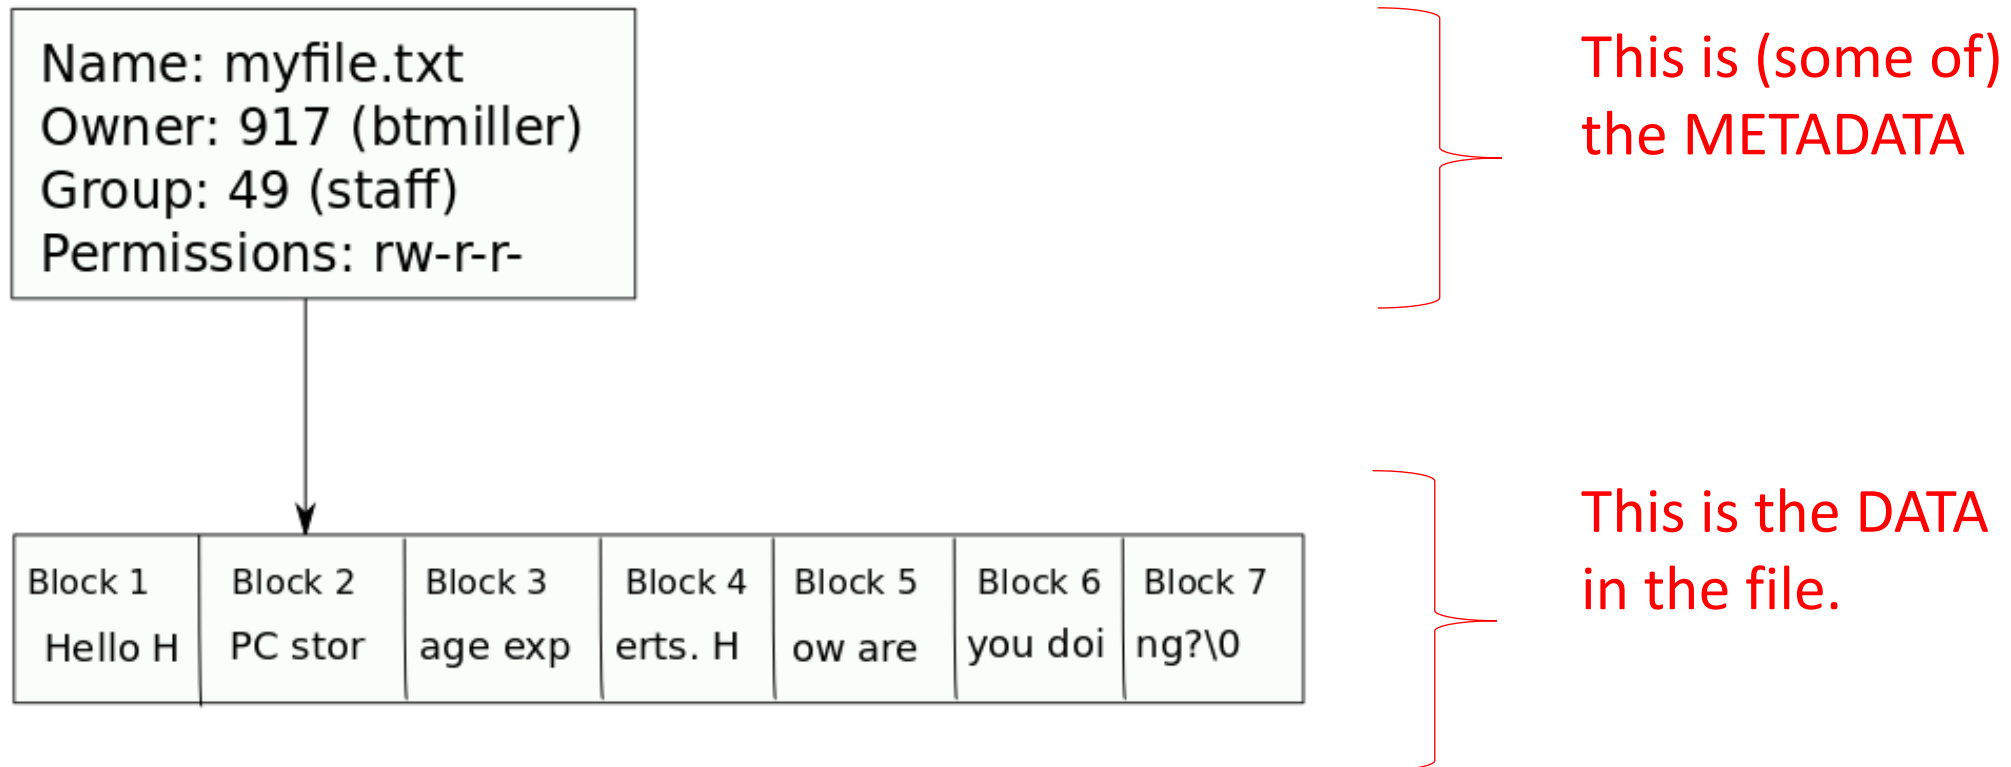 Name: myfile.txt
Owner: 917 (btmiller)
Group: 49 (staff)
Permissions: rw-r-r-
This is (some of)
the METADATA
Block 1 Block 2 Block 3 Block 4 Block 5 Block 6 Block 7
Hello H PC stor age exp erts. H ow are you doi ng?\0
This is the DATA
in the file.